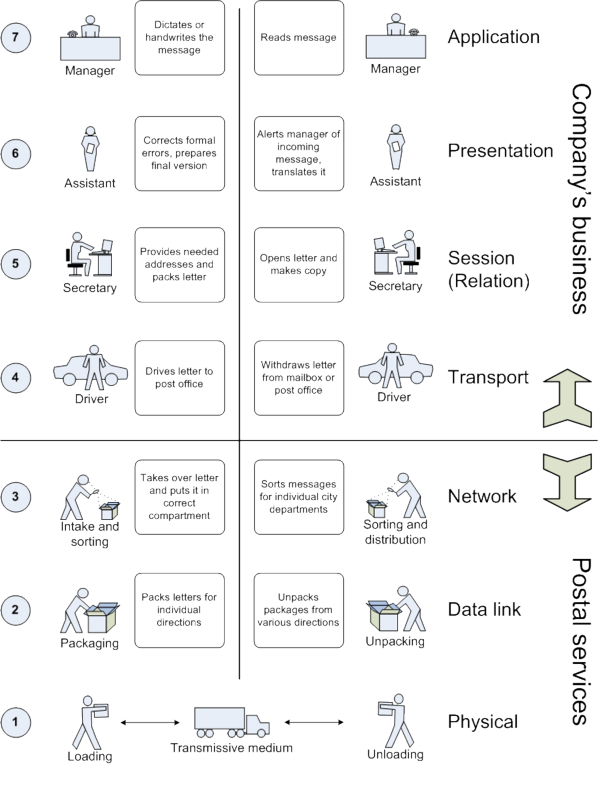 7
Manager
Dictates or
handwrites the
message
Reads message
Manager
Application
6
Assistant
Corrects formal
errors, prepares
final version
Alerts manager of
incoming
message,
translates it
Assistant
Presentation
5
Secretary
Provides needed
addresses and
packs letter
Opens letter and
makes copy
Secretary
Session
(Relation)
4
Driver
Drives letter to
post office
Withdraws letter
from mailbox or
post office
Driver
Transport
Company's business
3
Intake and
sorting
Takes over letter
and puts it in
correct
compartment
Sorts messages
for individual city
departments
Sorting and
distribution
Network
2
Packaging
Packs letters for
individual
directions
Unpacks
packages from
various directions
Unpacking
Data link
1
Loading
Transmissive medium
Unloading
Physical
Postal services